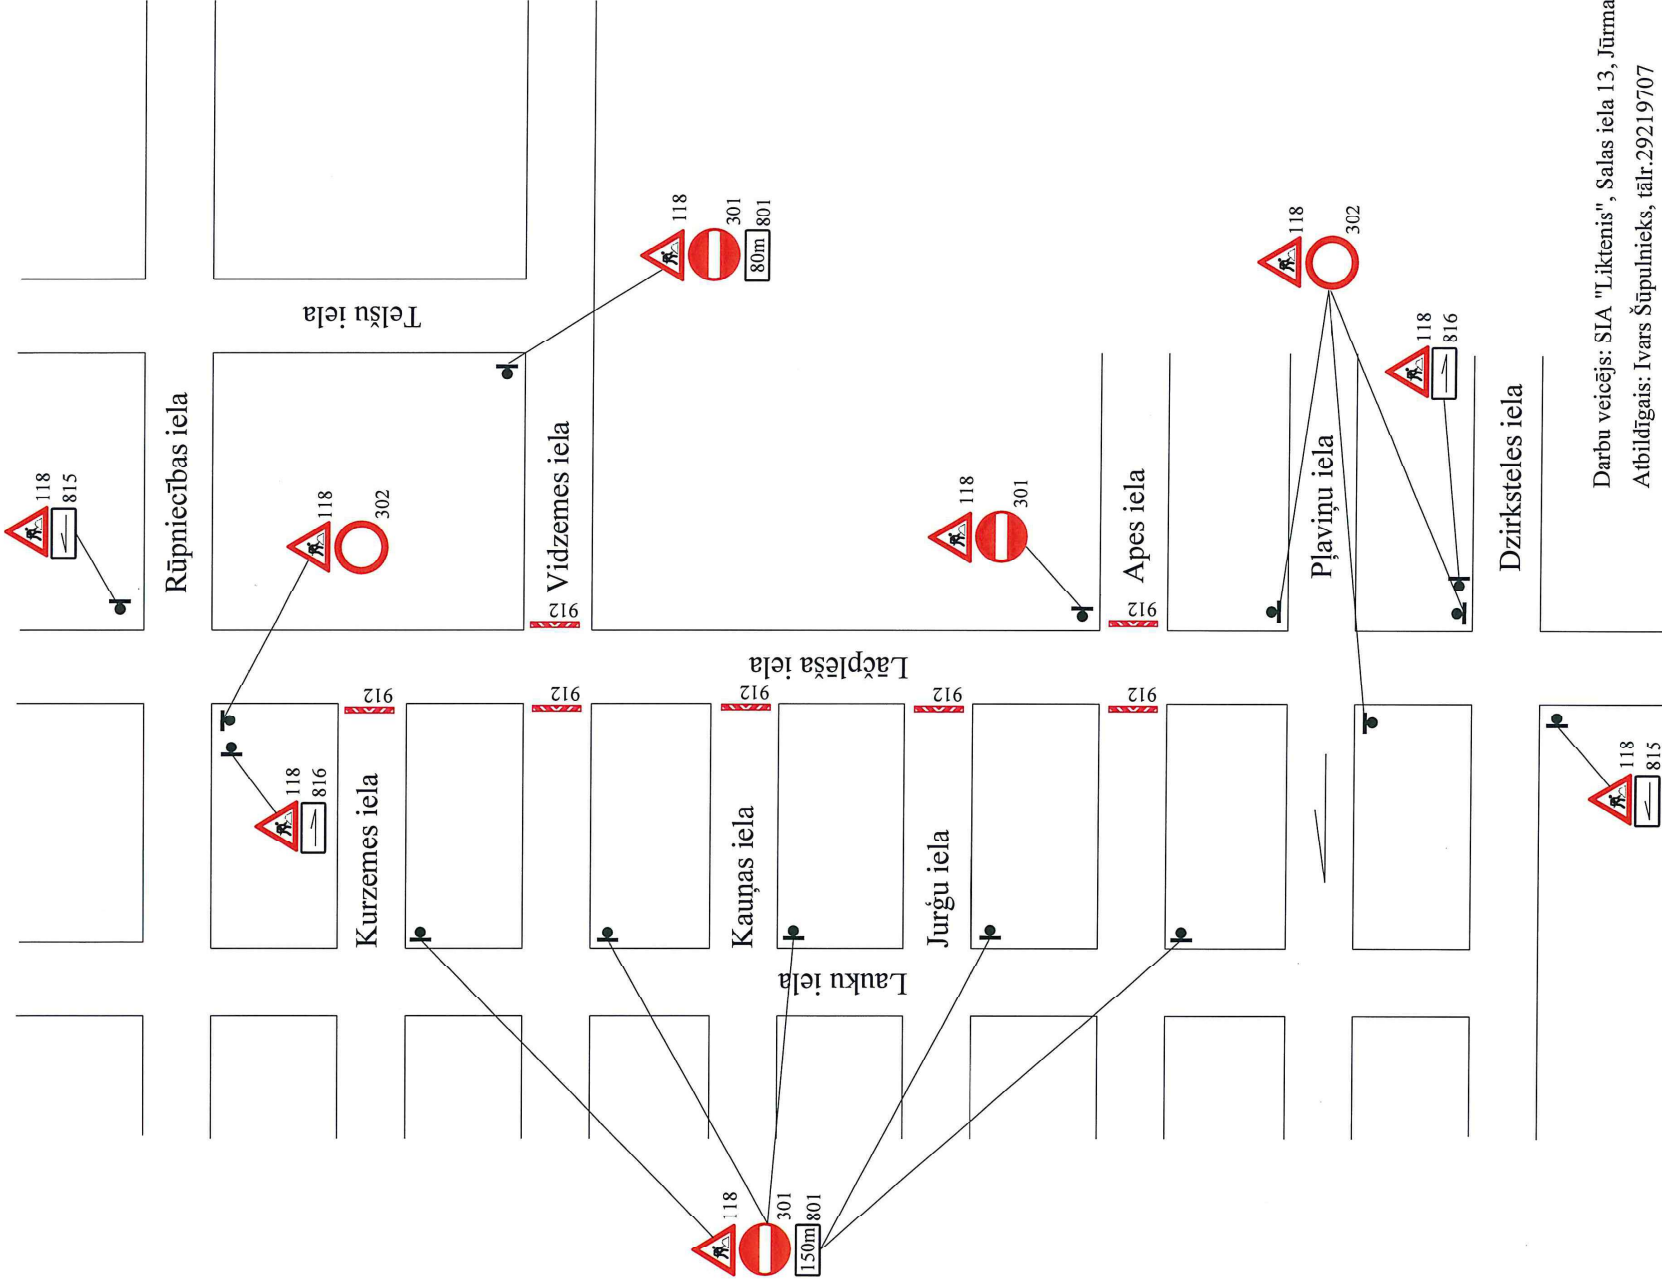 118
815
Rūpniecības iela
118
302
118
816
Telšu iela
912
Kurzemes iela
912
Vidzemes iela
912
118
301
801
80m
Lāčplēša iela
912
Kauņas iela
Lauku iela
118
301
801
150m
912
Jurģu iela
118
301
912
Apes iela
912
118
302
Pļaviņu iela
118
816
Dzirksteles iela
118
815
Darbu veicējs: SIA "Liktenis", Salas iela 13, Jūrma
Atbildīgais: Ivars Šūpulnieks, tālr.29219707